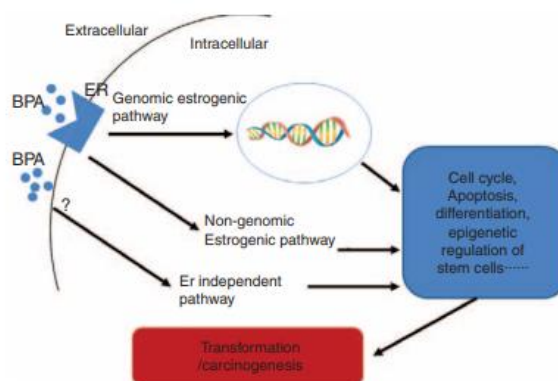 Extracellular
Intracellular
BPA
ER
Genomic estrogenic
pathway
BPA
?
Non-genomic
Estrogenic pathway
Er independent
pathway
Cell cycle,
Apoptosis,
differentiation,
epigenetic
regulation of
stem cells······
Transformation
/carcinogenesis